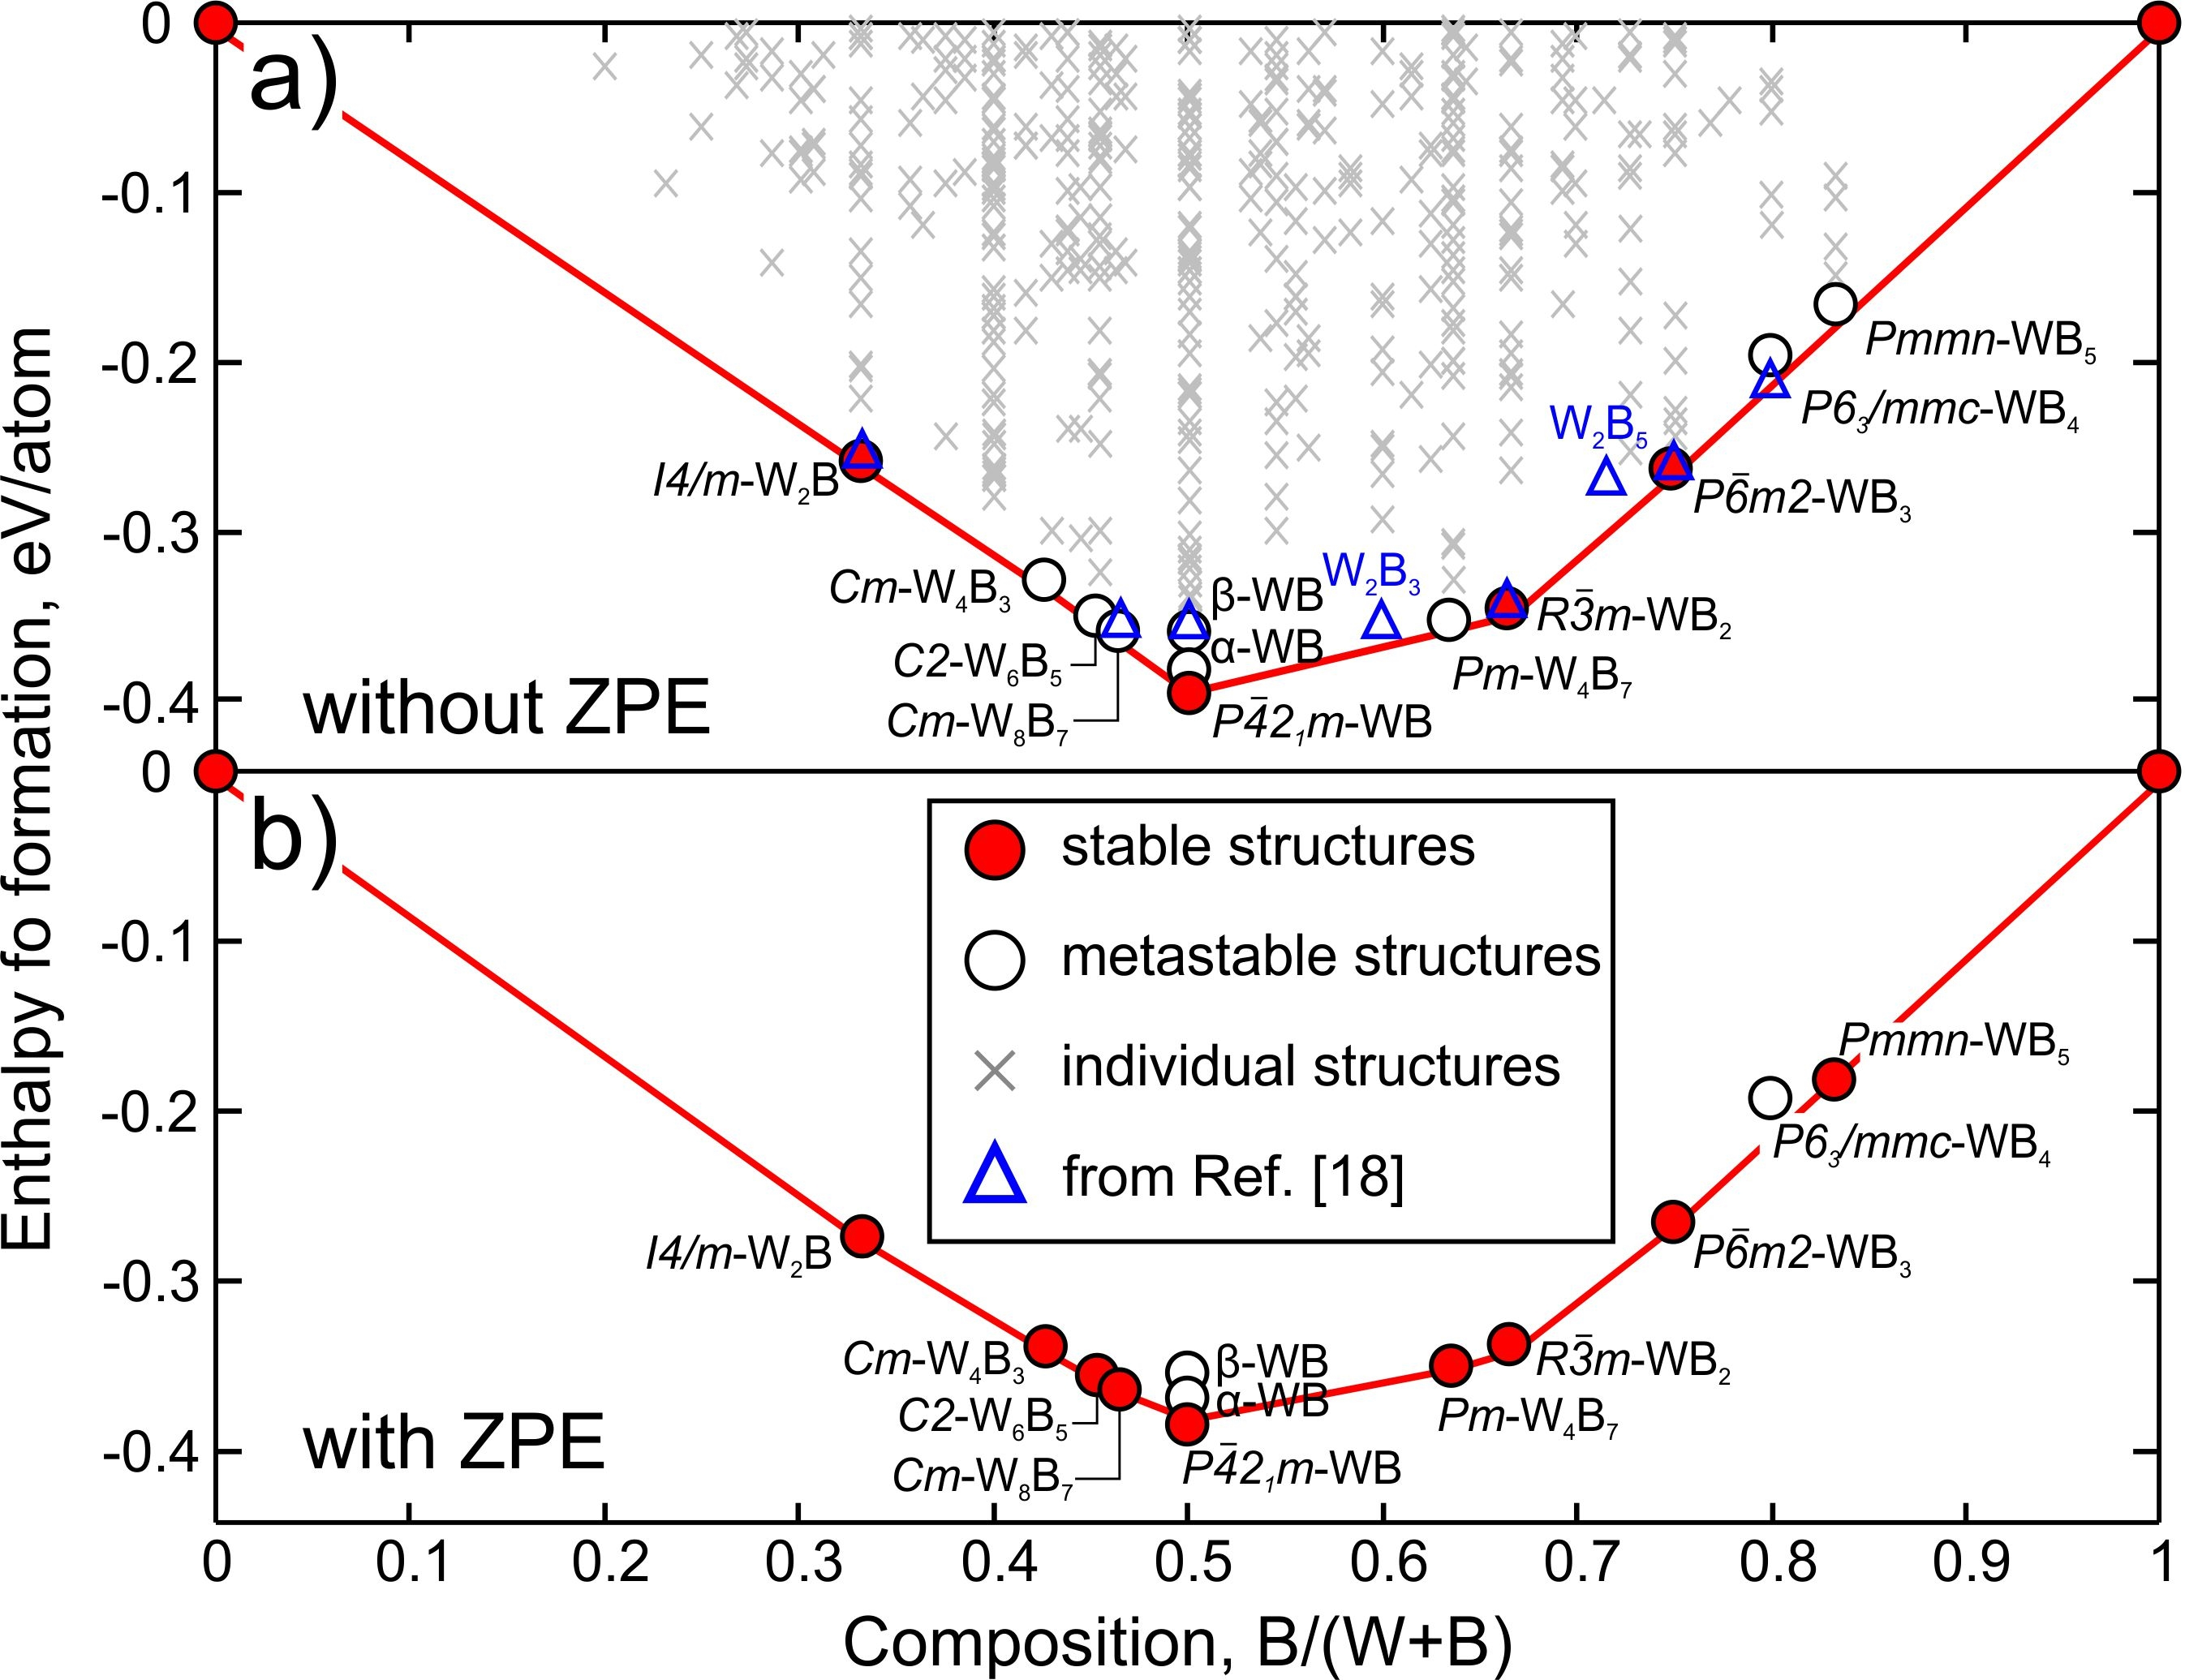 Enthalpy fo formation, eV/atom
0
a)
-0.1
-0.2
-0.3
-0.4
I4/m-W₂B
Cm-W₄B₃
C2-W₆B₅
Cm-W₈B₇
β-WB
α-WB
P4̅2₁m-WB
W₂B₃
Pm-W₄B₇
R3̅m-WB₂
W₂B₅
P6̅m2-WB₃
P6₃/mmc-WB₄
Pmmn-WB₅
without ZPE
0
b)
-0.1
-0.2
-0.3
-0.4
stable structures
metastable structures
individual structures
from Ref. [18]
I4/m-W₂B
Cm-W₄B₃
C2-W₆B₅
Cm-W₈B₇
β-WB
α-WB
P4̅2₁m-WB
Pm-W₄B₇
R3̅m-WB₂
P6̅m2-WB₃
P6₃/mmc-WB₄
Pmmn-WB₅
with ZPE
0 0.1 0.2 0.3 0.4 0.5 0.6 0.7 0.8 0.9 1
Composition, B/(W+B)